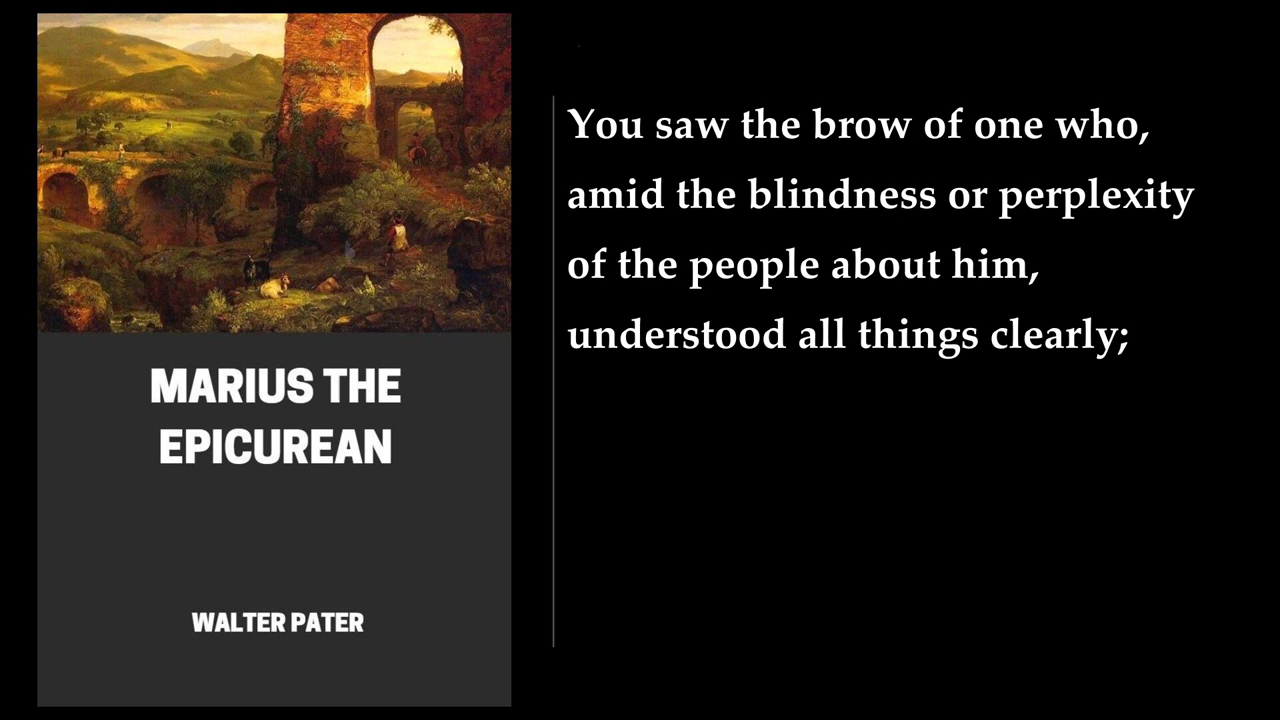 MARIUS THE
EPICUREAN
WALTER PATER
You saw the brow of one who,
amid the blindness or perplexity
of the people about him,
understood all things clearly;